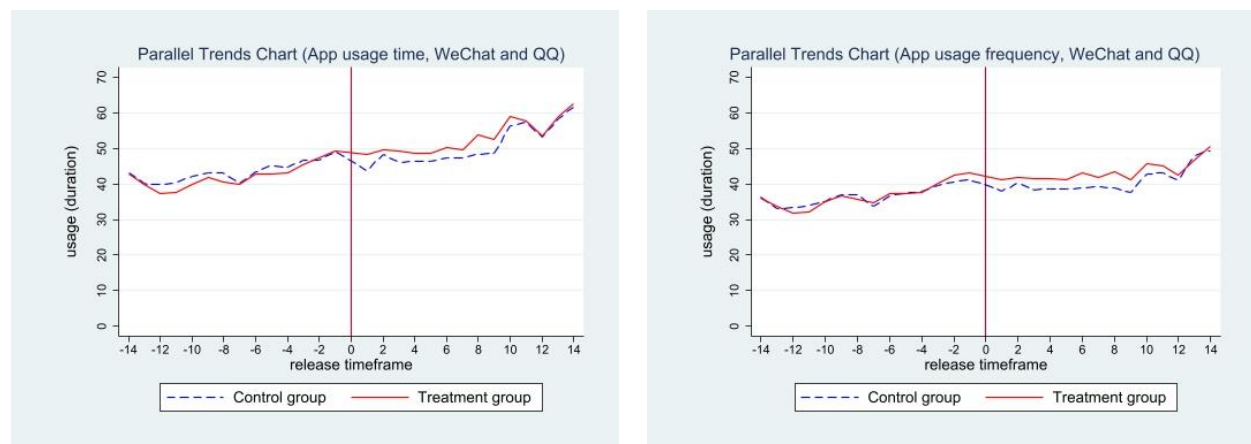 Parallel Trends Chart (App usage time, WeChat and QQ)
usage (duration)
70
60
50
40
30
20
10
0
-14 -12 -10 -8 -6 -4 -2 0 2 4 6 8 10 12 14
release timeframe
Control group Treatment group
Parallel Trends Chart (App usage frequency, WeChat and QQ)
usage (duration)
70
60
50
40
30
20
10
0
-14 -12 -10 -8 -6 -4 -2 0 2 4 6 8 10 12 14
release timeframe
Control group Treatment group